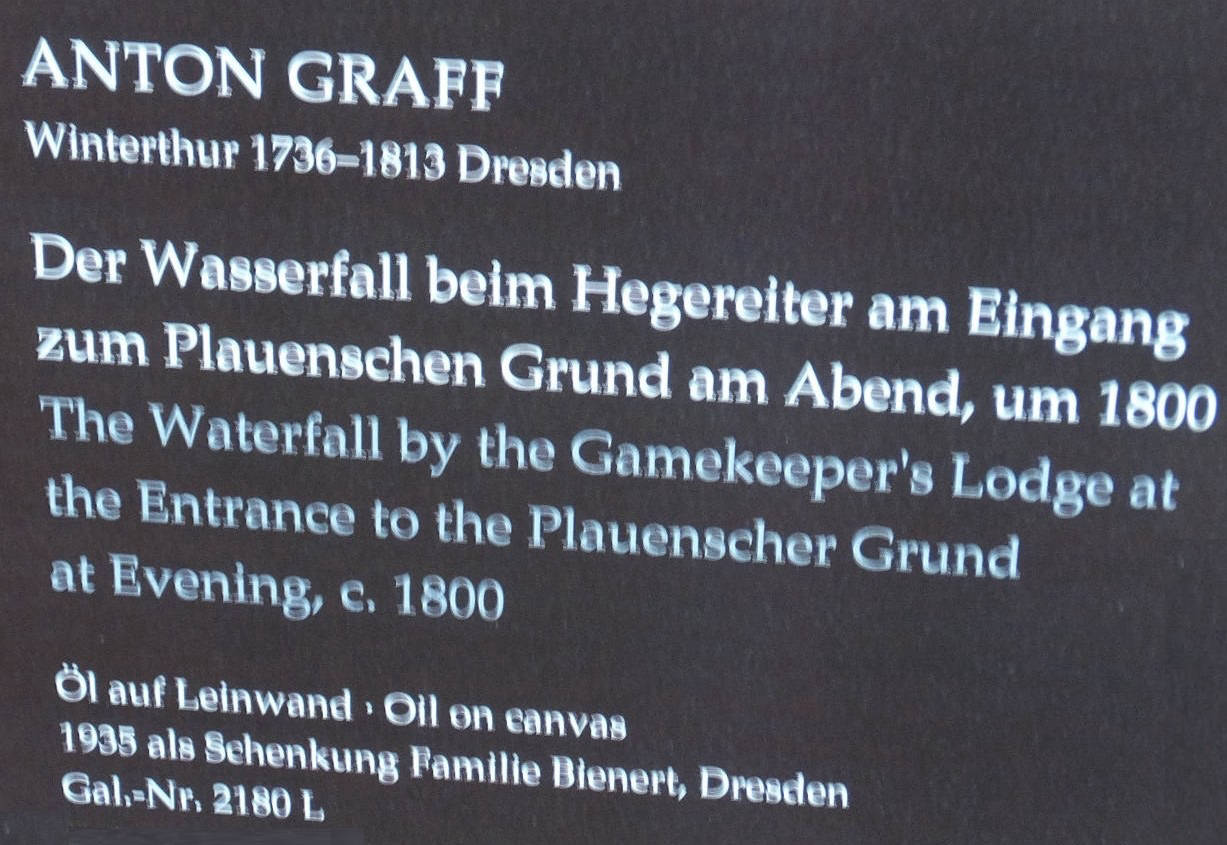 ANTON GRAFF
Winterthur 1736–1813 Dresden
Der Wasserfall beim Hegereiter am Eingang
zum Plauenschen Grund am Abend, um 1800
The Waterfall by the Gamekeeper's Lodge at
the Entrance to the Plauenscher Grund
at Evening, c. 1800
Öl auf Leinwand · Oil on canvas
1935 als Schenkung Familie Bienert, Dresden
Gal.-Nr. 2180 L